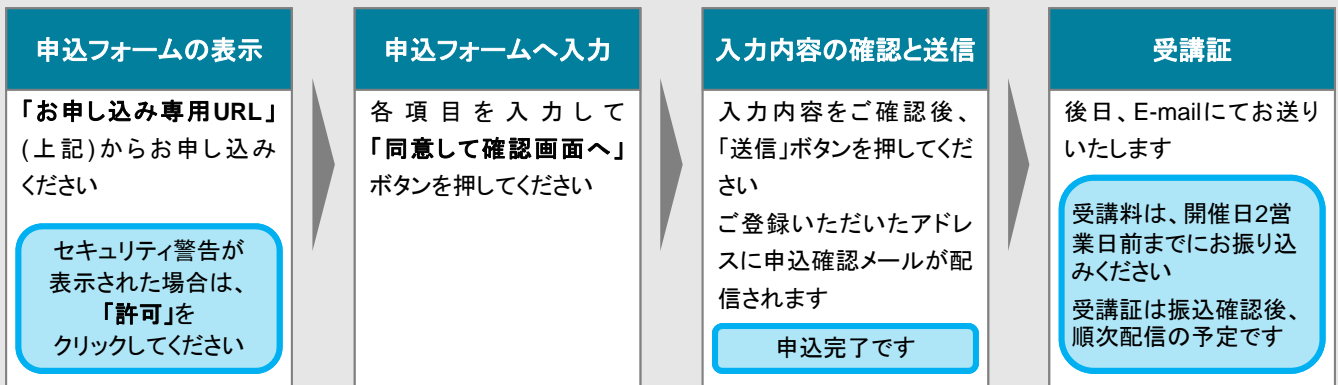 申込フォームの表示
「お申し込み専用URL」
(上記)からお申し込み
ください
セキュリティ警告が
表示された場合は、
「許可」を
クリックしてください
申込フォームへ入力
各項目を入力して
「同意して確認画面へ」
ボタンを押してください
入力内容の確認と送信
入力内容をご確認後、
「送信」ボタンを押してくだ
さい
ご登録いただいたアドレ
スに申込確認メールが配
信されます
申込完了です
受講証
後日、E-mailにてお送り
いたします
受講料は、開催日2営
業日前までにお振り込
みください
受講証は振込確認後、
順次配信の予定です